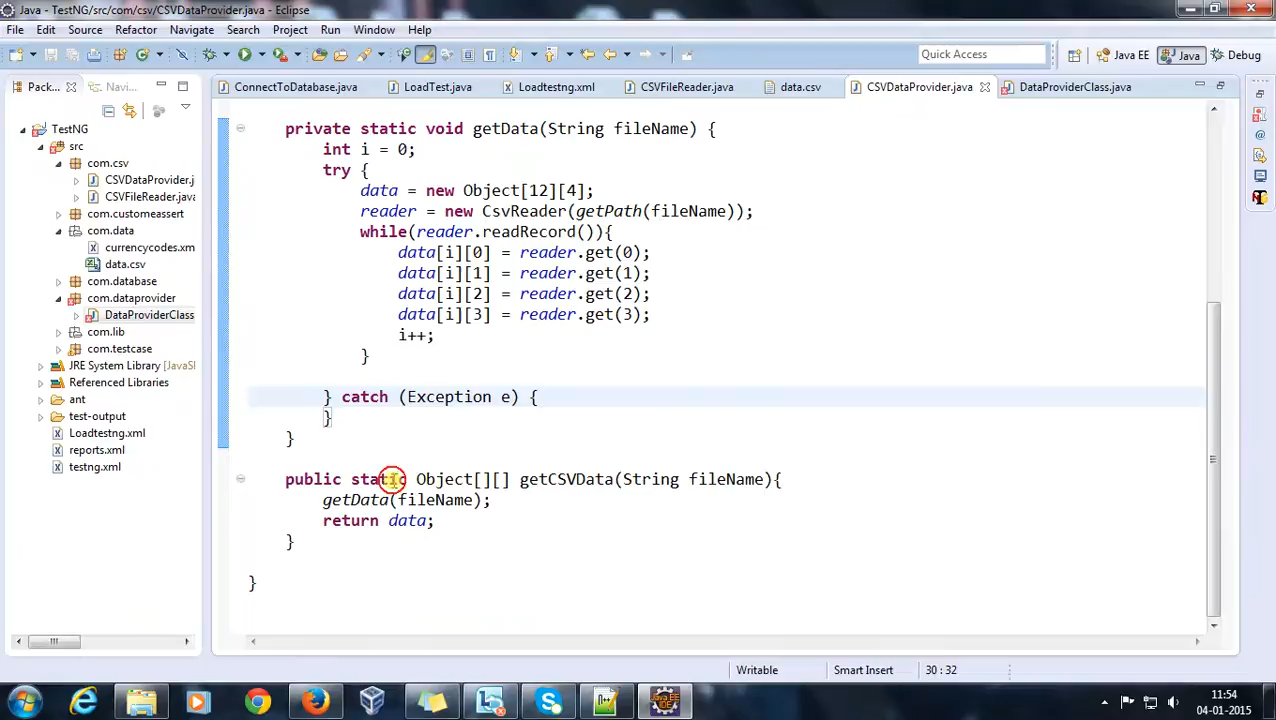 Java - TestNG/src/com/csv/CSVDataProvider.java - Eclipse
File Edit Source Refactor Navigate Search Project Run Window Help
Quick Access Java EE Java Debug
Pack... Navi... ConnectToDatabase.java LoadTest.java Loadtestng.xml CSVFileReader.java data.csv CSVDataProvider.java DataProviderClass.java
TestNG
src
com.csv
CSVDataProvider.j
CSVFileReader.java
com.customeassert
com.data
currencycodes.xm
data.csv
com.database
com.dataprovider
DataProviderClass
com.lib
com.testcase
JRE System Library [JavaS
Referenced Libraries
ant
test-output
Loadtestng.xml
reports.xml
testng.xml
private static void getData(String fileName) {
int i = 0;
try {
data = new Object[12][4];
reader = new CsvReader(getPath(fileName));
while(reader.readRecord()){
data[i][0] = reader.get(0);
data[i][1] = reader.get(1);
data[i][2] = reader.get(2);
data[i][3] = reader.get(3);
i++;
}
} catch (Exception e) {
}
}
public static Object[][] getCSVData(String fileName){
getData(fileName);
return data;
}
}
Writable Smart Insert 30 : 32
11:54
04-01-2015